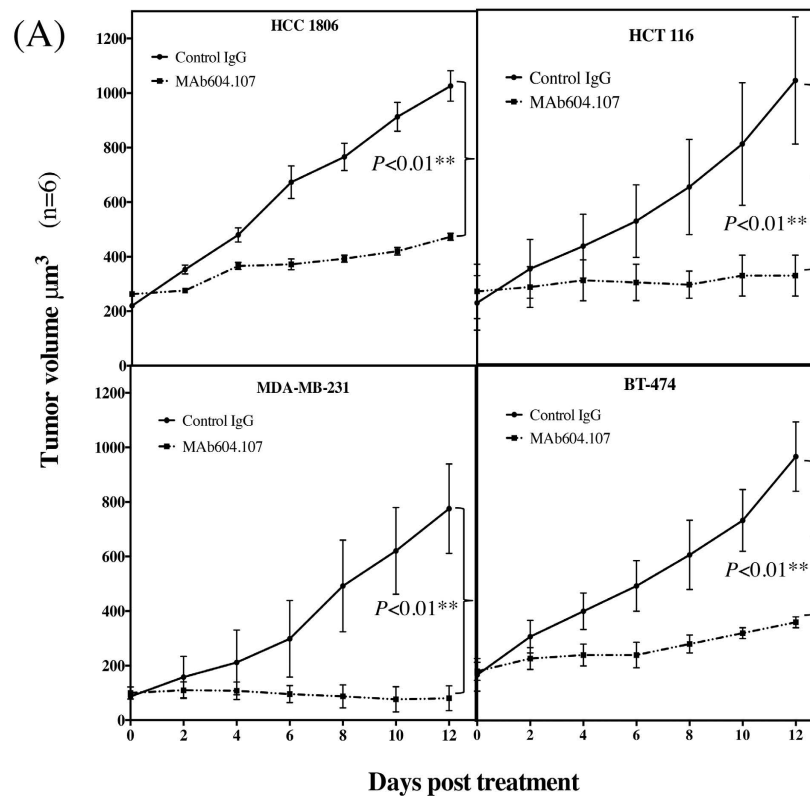 (A)
HCC 1806
Control IgG
MAb604.107
P<0.01**
1200
1000
800
600
400
200
0
HCT 116
Control IgG
MAb604.107
P<0.01**
Tumor volume µm³ (n=6)
MDA-MB-231
Control IgG
MAb604.107
P<0.01**
1200
1000
800
600
400
200
0
0 2 4 6 8 10 12
BT-474
Control IgG
MAb604.107
P<0.01**
0 2 4 6 8 10 12
Days post treatment